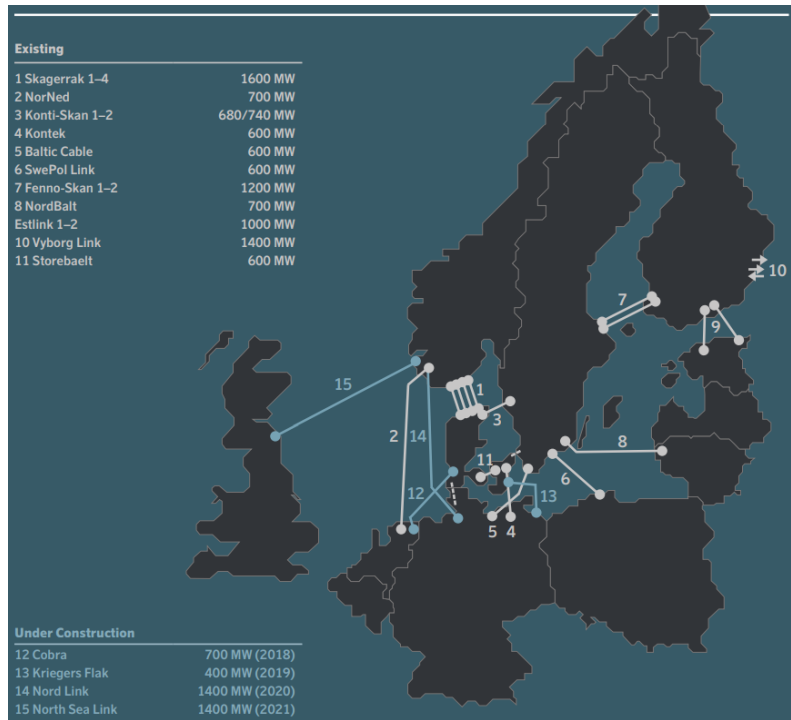 Existing
1 Skagerrak 1–4 1600 MW
2 NorNed 700 MW
3 Konti-Skan 1–2 680/740 MW
4 Kontek 600 MW
5 Baltic Cable 600 MW
6 SwePol Link 600 MW
7 Fenno-Skan 1–2 1200 MW
8 NordBalt 700 MW
Estlink 1–2 1000 MW
10 Vyborg Link 1400 MW
11 Storebaelt 600 MW
10
7
9
15
1
3
2
14
8
11
6
12
13
5
4
Under Construction
12 Cobra 700 MW (2018)
13 Kriegers Flak 400 MW (2019)
14 Nord Link 1400 MW (2020)
15 North Sea Link 1400 MW (2021)